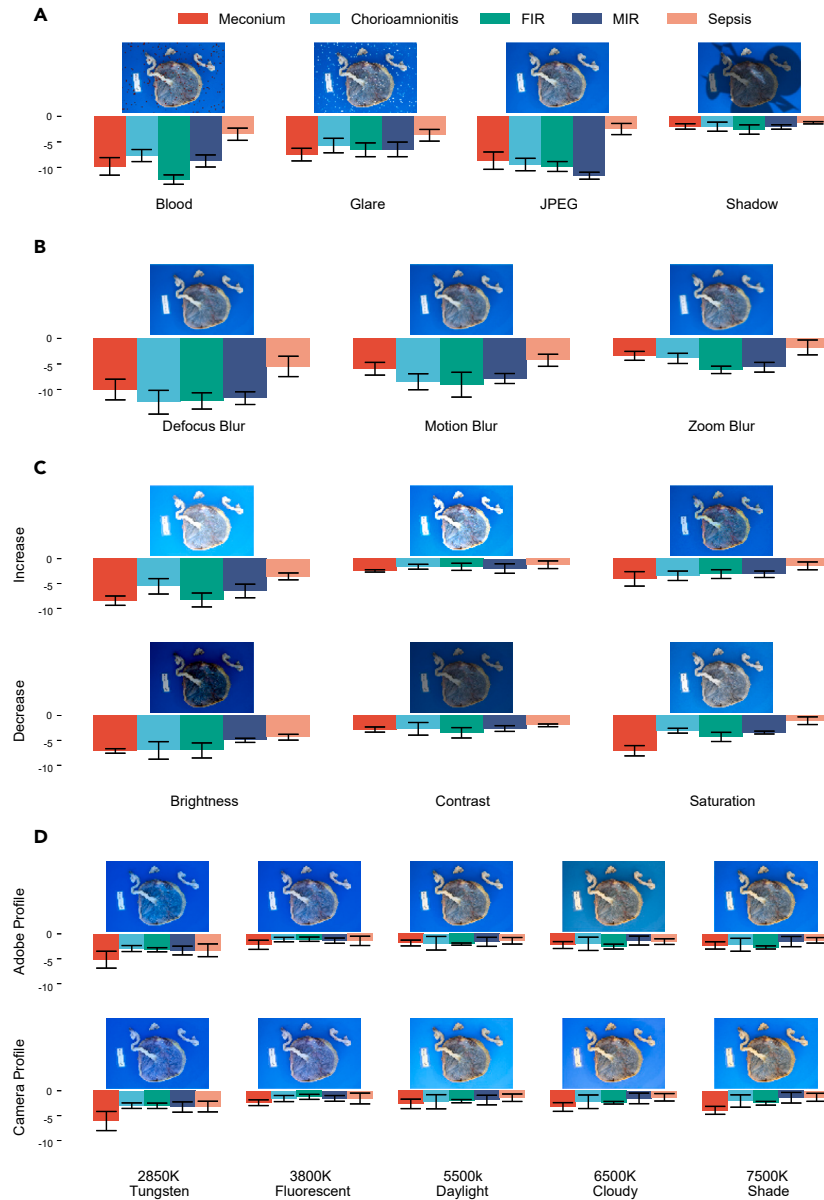 A
Meconium Chorioamnionitis FIR MIR Sepsis
0
-5
-10
Blood Glare JPEG Shadow
B
0
-5
-10
Defocus Blur Motion Blur Zoom Blur
C
Increase
0
-5
-10
Decrease
0
-5
-10
Brightness Contrast Saturation
D
Adobe Profile
0
-5
-10
Camera Profile
0
-5
-10
2850K 3800K 5500k 6500K 7500K
Tungsten Fluorescent Daylight Cloudy Shade